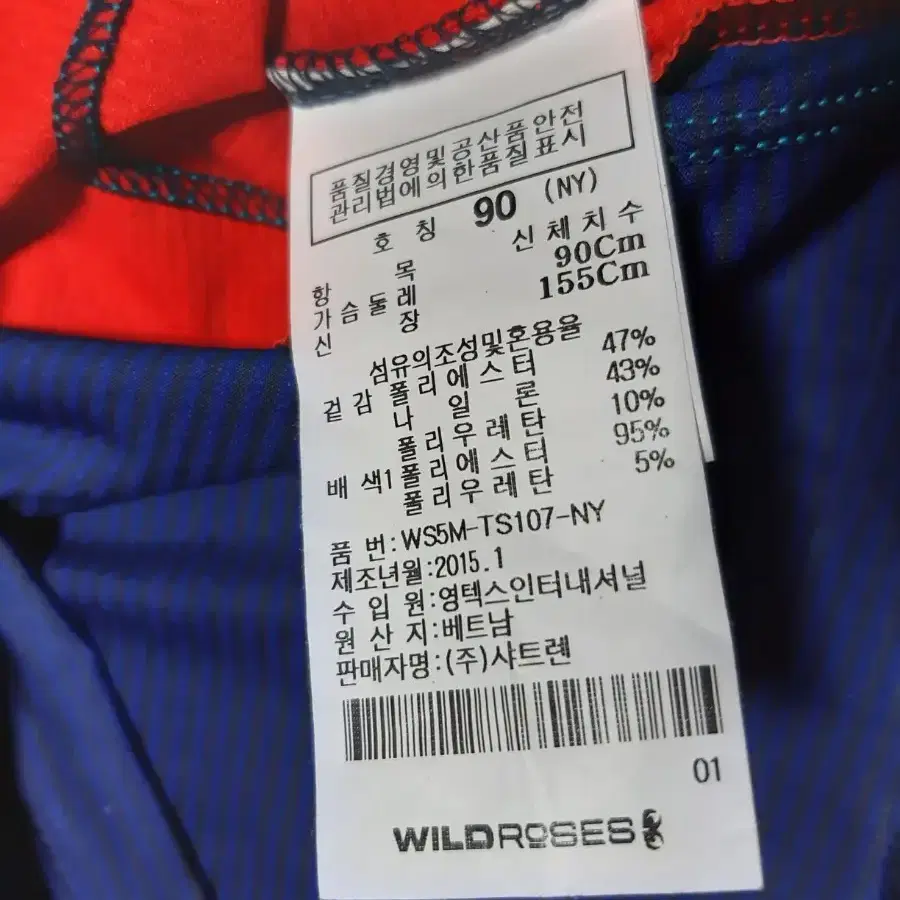 품질경영및공산품안전
관리법에의한품질표시
호 칭 90 (NY)
항 목 신체치수
가슴둘레 90Cm
신 장 155Cm
섬유의조성및혼용율
겉감 폴리에스터 47%
나 일 론 43%
폴리우레탄 10%
배 색1 폴리에스터 95%
폴리우레탄 5%
품 번:WS5M-TS107-NY
제조년월:2015.1
수 입 원:영텍스인터내셔널
원 산 지:베트남
판매자명:(주)샤트렌
01
WILDROSES